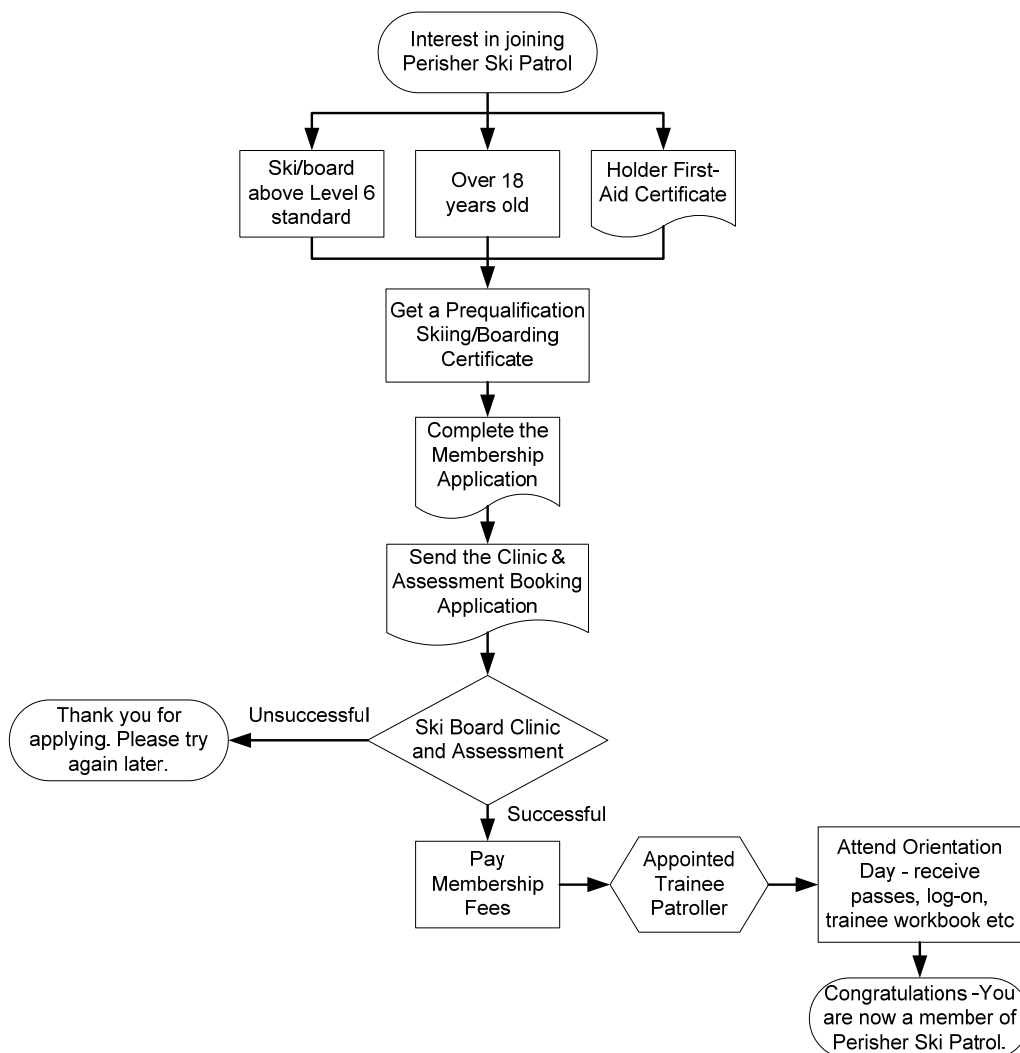 Interest in joining
Perisher Ski Patrol
Ski/board
above Level 6
standard
Over 18
years old
Holder First-
Aid Certificate
Get a Prequalification
Skiing/Boarding
Certificate
Complete the
Membership
Application
Send the Clinic &
Assessment Booking
Application
Ski Board Clinic
and Assessment
Unsuccessful
Thank you for
applying. Please try
again later.
Successful
Pay
Membership
Fees
Appointed
Trainee
Patroller
Attend Orientation
Day - receive
passes, log-on,
trainee workbook etc
Congratulations -You
are now a member of
Perisher Ski Patrol.